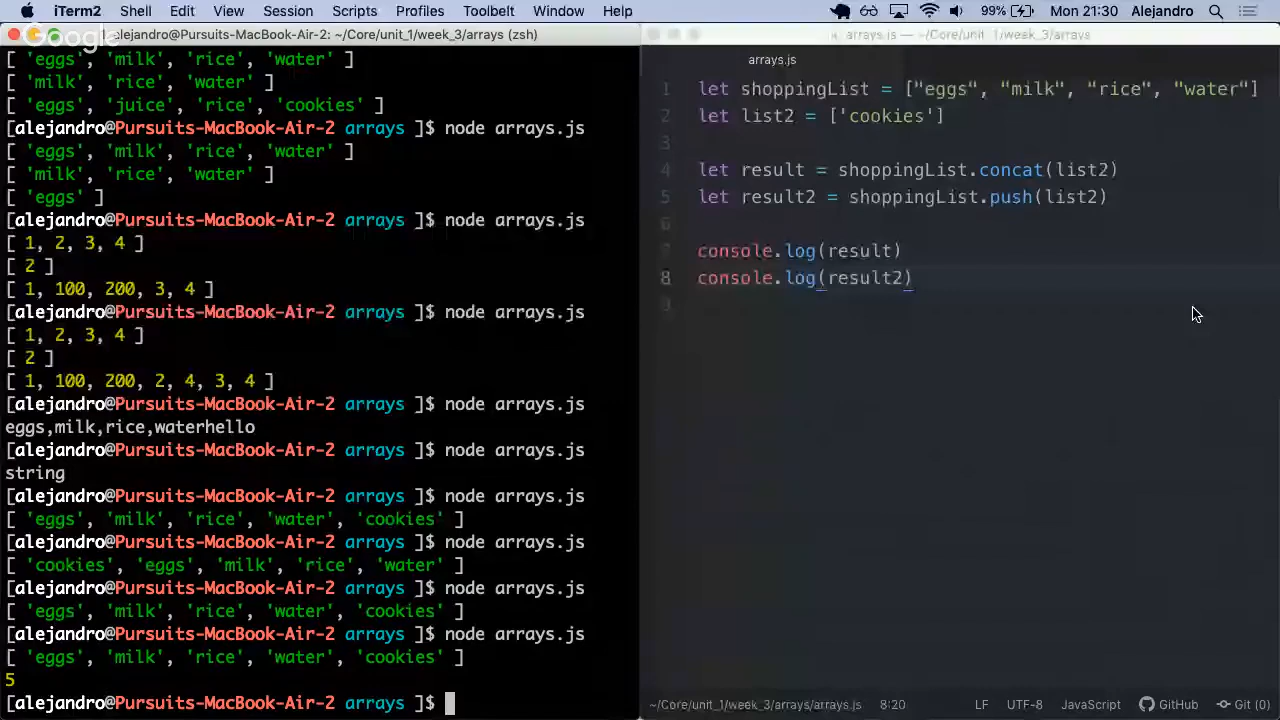 iTerm2 Shell Edit View Session Scripts Profiles Toolbelt Window Help 99% Mon 21:30 Alejandro
Google
alejandro@Pursuits-MacBook-Air-2: ~/Core/unit_1/week_3/arrays (zsh)
[ 'eggs', 'milk', 'rice', 'water' ]
[ 'milk', 'rice', 'water' ]
[ 'eggs', 'juice', 'rice', 'cookies' ]
[alejandro@Pursuits-MacBook-Air-2 arrays ]$ node arrays.js
[ 'eggs', 'milk', 'rice', 'water' ]
[ 'milk', 'rice', 'water' ]
[ 'eggs' ]
[alejandro@Pursuits-MacBook-Air-2 arrays ]$ node arrays.js
[ 1, 2, 3, 4 ]
[ 2 ]
[ 1, 100, 200, 3, 4 ]
[alejandro@Pursuits-MacBook-Air-2 arrays ]$ node arrays.js
[ 1, 2, 3, 4 ]
[ 2 ]
[ 1, 100, 200, 2, 4, 3, 4 ]
[alejandro@Pursuits-MacBook-Air-2 arrays ]$ node arrays.js
eggs,milk,rice,waterhello
[alejandro@Pursuits-MacBook-Air-2 arrays ]$ node arrays.js
string
[alejandro@Pursuits-MacBook-Air-2 arrays ]$ node arrays.js
[ 'eggs', 'milk', 'rice', 'water', 'cookies' ]
[alejandro@Pursuits-MacBook-Air-2 arrays ]$ node arrays.js
[ 'cookies', 'eggs', 'milk', 'rice', 'water' ]
[alejandro@Pursuits-MacBook-Air-2 arrays ]$ node arrays.js
[ 'eggs', 'milk', 'rice', 'water', 'cookies' ]
[alejandro@Pursuits-MacBook-Air-2 arrays ]$ node arrays.js
[ 'eggs', 'milk', 'rice', 'water', 'cookies' ]
5
[alejandro@Pursuits-MacBook-Air-2 arrays ]$
arrays.js — ~/Core/unit_1/week_3/arrays
arrays.js
1 let shoppingList = ["eggs", "milk", "rice", "water"]
2 let list2 = ['cookies']
3
4 let result = shoppingList.concat(list2)
5 let result2 = shoppingList.push(list2)
6
7 console.log(result)
8 console.log(result2)
9
~/Core/unit_1/week_3/arrays/arrays.js 8:20 LF UTF-8 JavaScript GitHub Git (0)